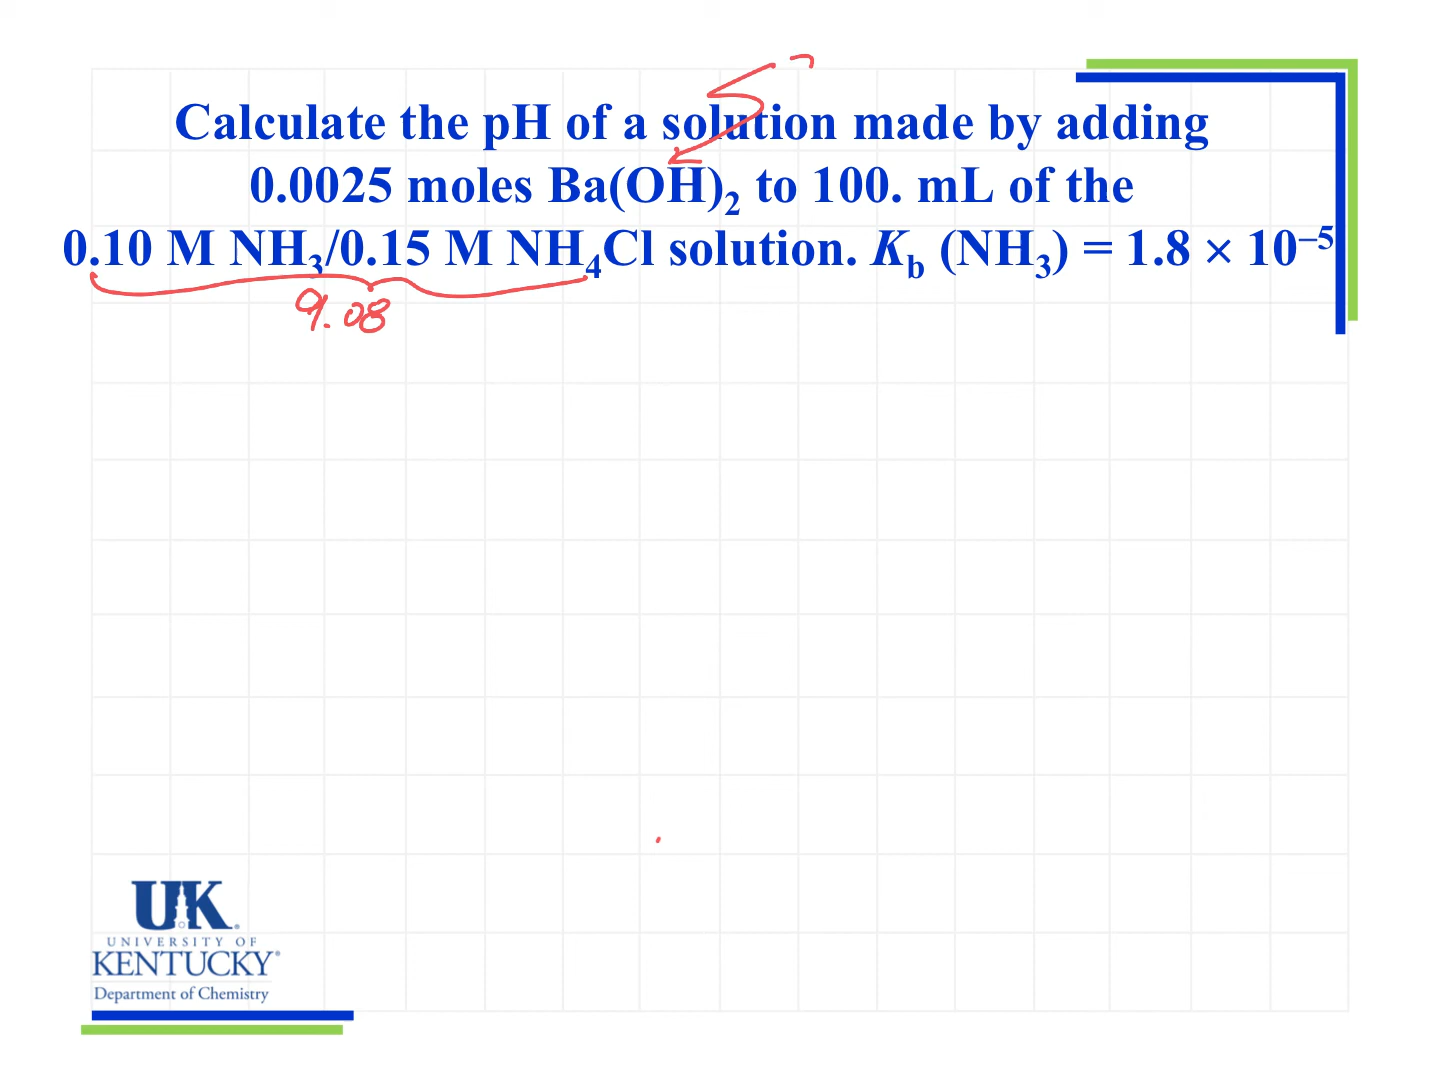 Calculate the pH of a solution made by adding
0.0025 moles Ba(OH)₂ to 100. mL of the
0.10 M NH₃/0.15 M NH₄Cl solution. K_b (NH₃) = 1.8 × 10⁻⁵
9.08
UK
UNIVERSITY OF
KENTUCKY
Department of Chemistry